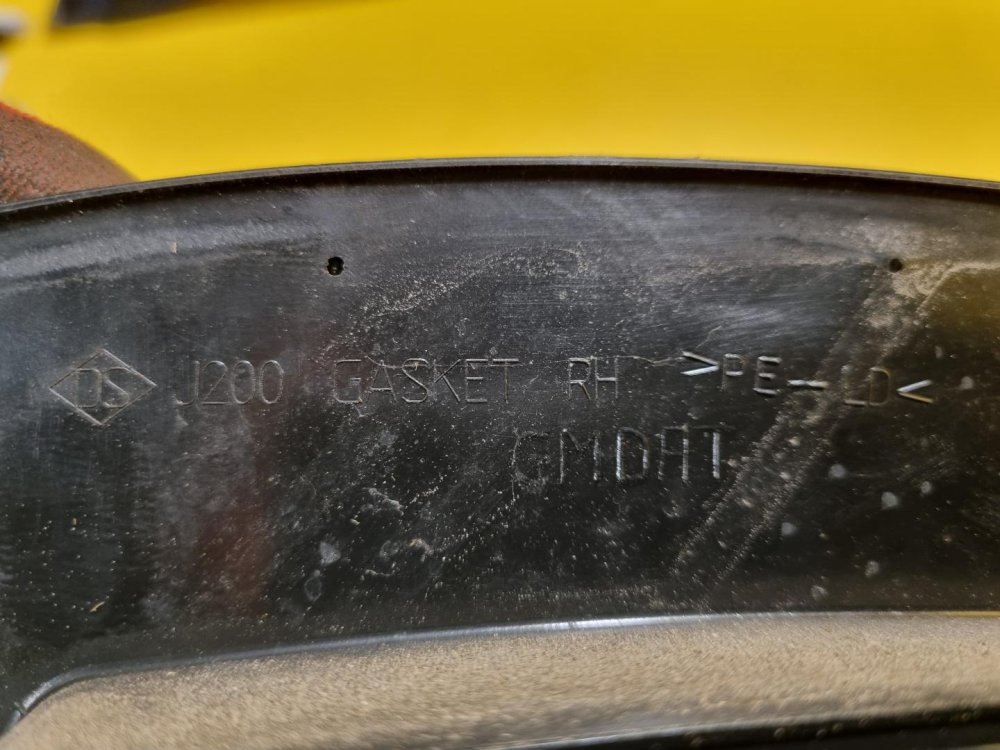 DS J200 GASKET RH >PE-LD<
GMDAT